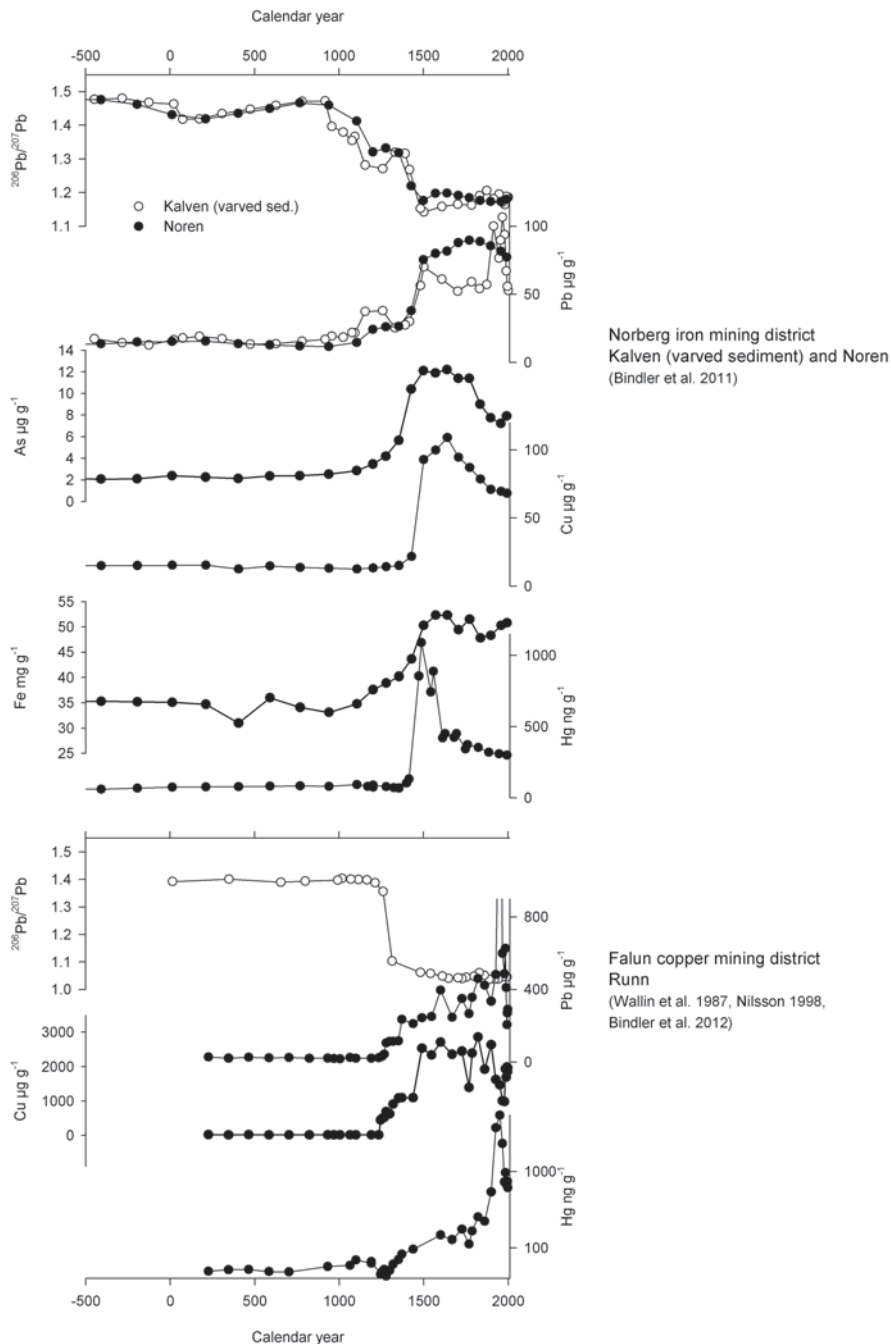 Calendar year
-500 0 500 1000 1500 2000
1.5
1.4
1.3
1.2
1.1
206Pb/207Pb
Kalven (varved sed.)
Noren
100
50
0
Pb µg g-1
14
12
10
8
6
4
2
0
As µg g-1
100
50
0
Cu µg g-1
55
50
45
40
35
30
25
Fe mg g-1
1000
500
0
Hg ng g-1
Norberg iron mining district
Kalven (varved sediment) and Noren
(Bindler et al. 2011)
1.5
1.4
1.3
1.2
1.1
1.0
206Pb/207Pb
800
400
0
Pb µg g-1
Falun copper mining district
Runn
(Wallin et al. 1987, Nilsson 1998,
Bindler et al. 2012)
3000
2000
1000
0
Cu µg g-1
1000
100
Hg ng g-1
-500 0 500 1000 1500 2000
Calendar year